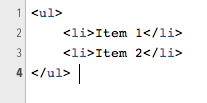 1 <ul>
2     <li>Item 1</li>
3     <li>Item 2</li>
4 </ul>